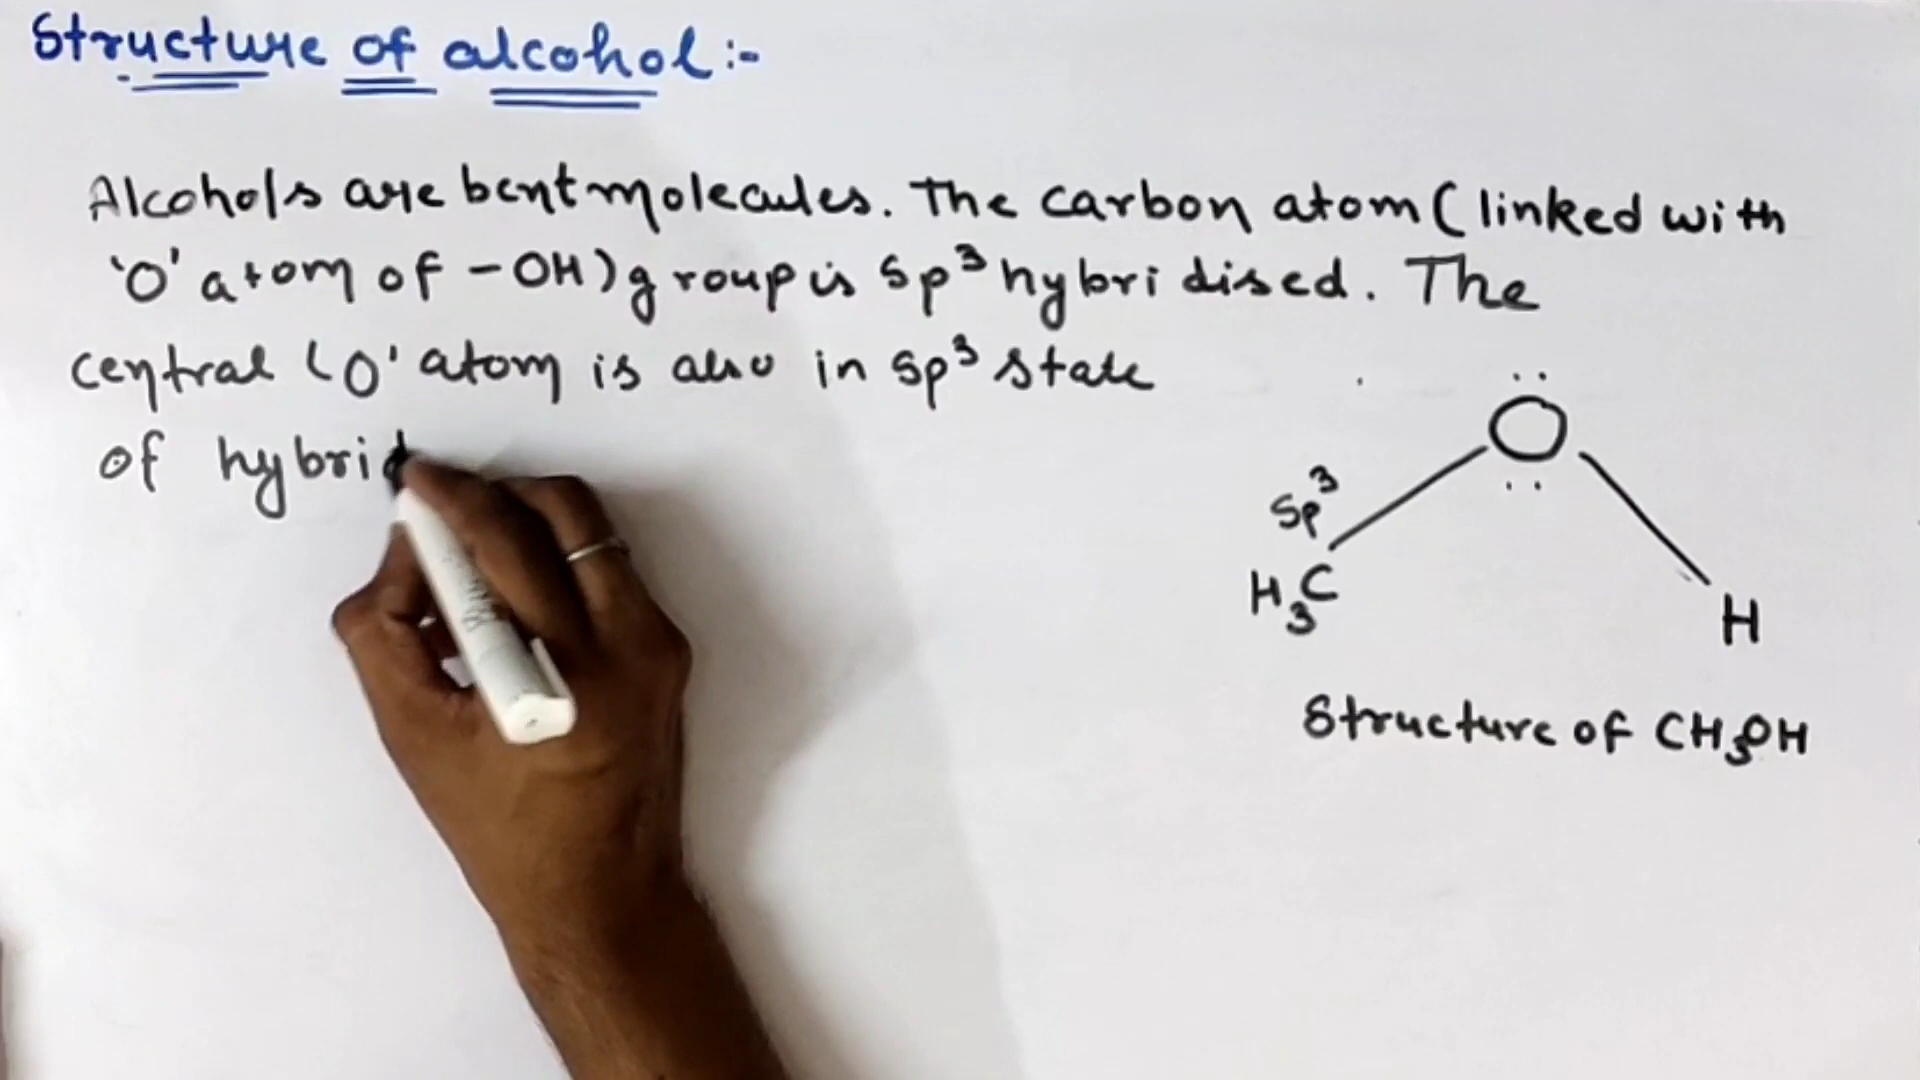 Structure of alcohol:-
Alcohols are bent molecules. The carbon atom (linked with
'O' atom of -OH) group is Sp³ hybridised. The
central 'O' atom is also in Sp³ state
of hybrid
O
Sp³
H₃C
H
Structure of CH₃OH